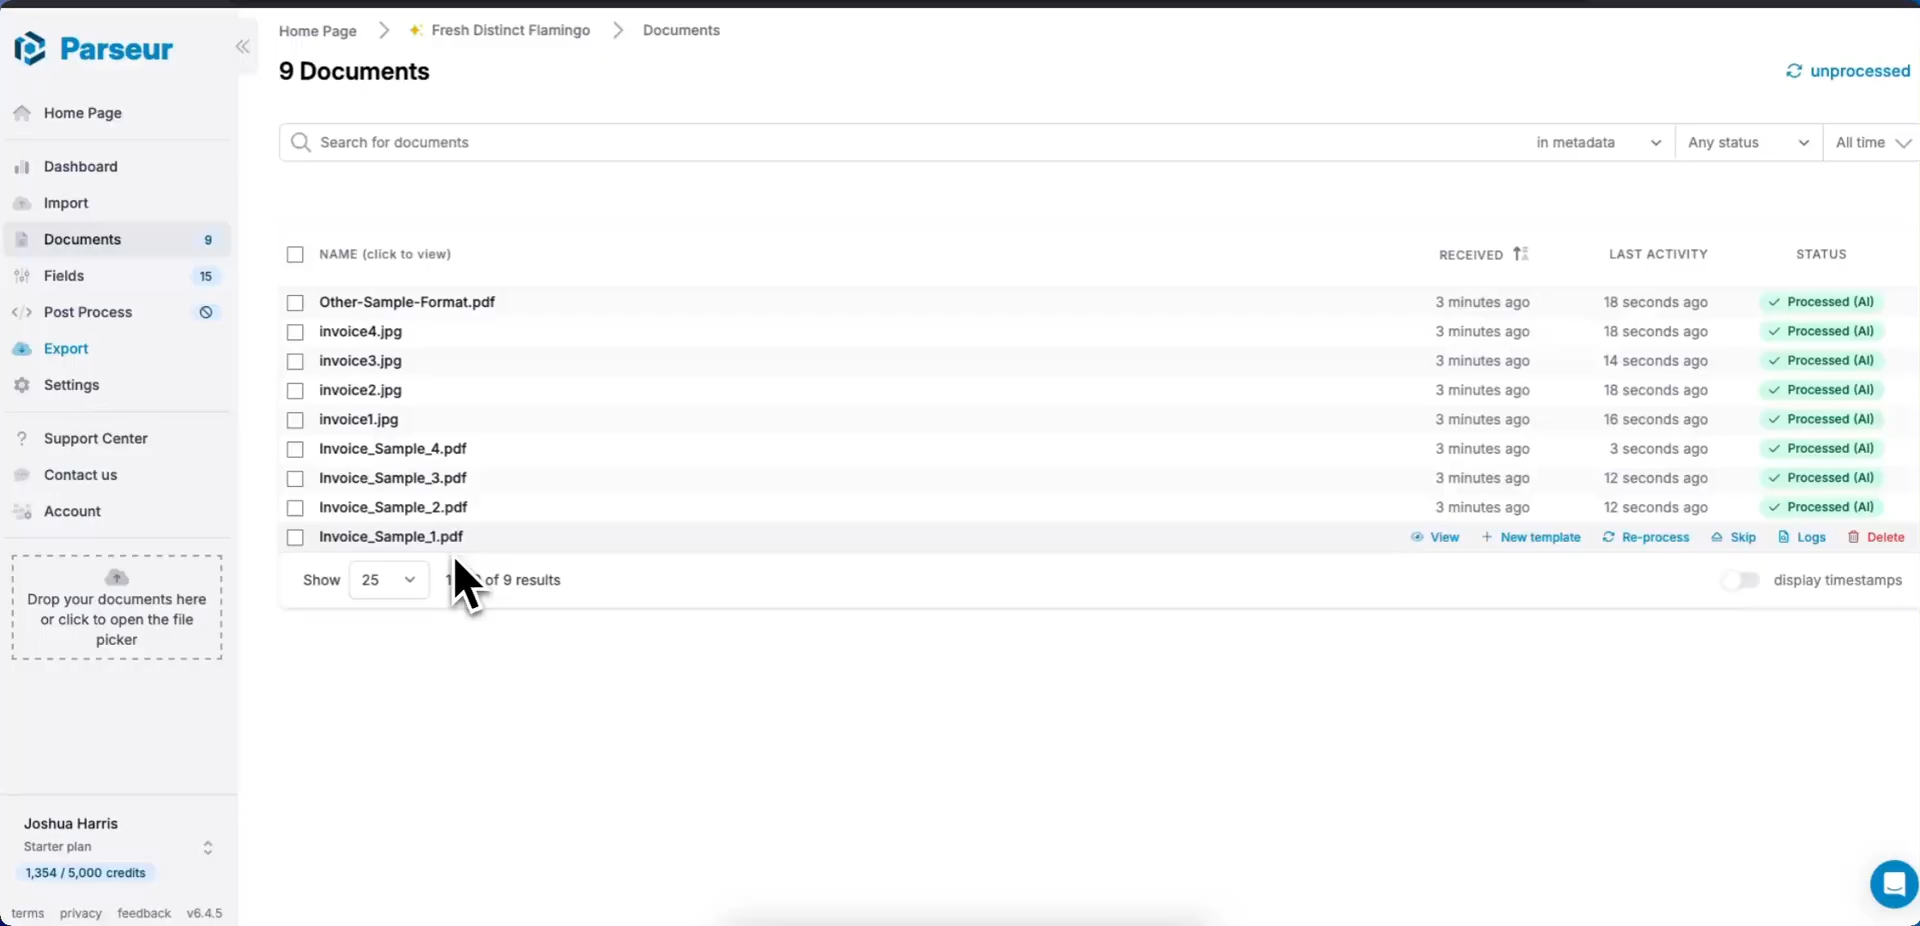 Parseur
Home Page
Dashboard
Import
Documents 9
Fields 15
Post Process
Export
Settings
Support Center
Contact us
Account
Drop your documents here
or click to open the file
picker
Joshua Harris
Starter plan
1,354 / 5,000 credits
terms privacy feedback v6.4.5
Home Page Fresh Distinct Flamingo Documents
9 Documents
unprocessed
Search for documents in metadata Any status All time
NAME (click to view) RECEIVED LAST ACTIVITY STATUS
Other-Sample-Format.pdf 3 minutes ago 18 seconds ago Processed (AI)
invoice4.jpg 3 minutes ago 18 seconds ago Processed (AI)
invoice3.jpg 3 minutes ago 14 seconds ago Processed (AI)
invoice2.jpg 3 minutes ago 18 seconds ago Processed (AI)
invoice1.jpg 3 minutes ago 16 seconds ago Processed (AI)
Invoice_Sample_4.pdf 3 minutes ago 3 seconds ago Processed (AI)
Invoice_Sample_3.pdf 3 minutes ago 12 seconds ago Processed (AI)
Invoice_Sample_2.pdf 3 minutes ago 12 seconds ago Processed (AI)
Invoice_Sample_1.pdf View + New template Re-process Skip Logs Delete
Show 25 of 9 results display timestamps